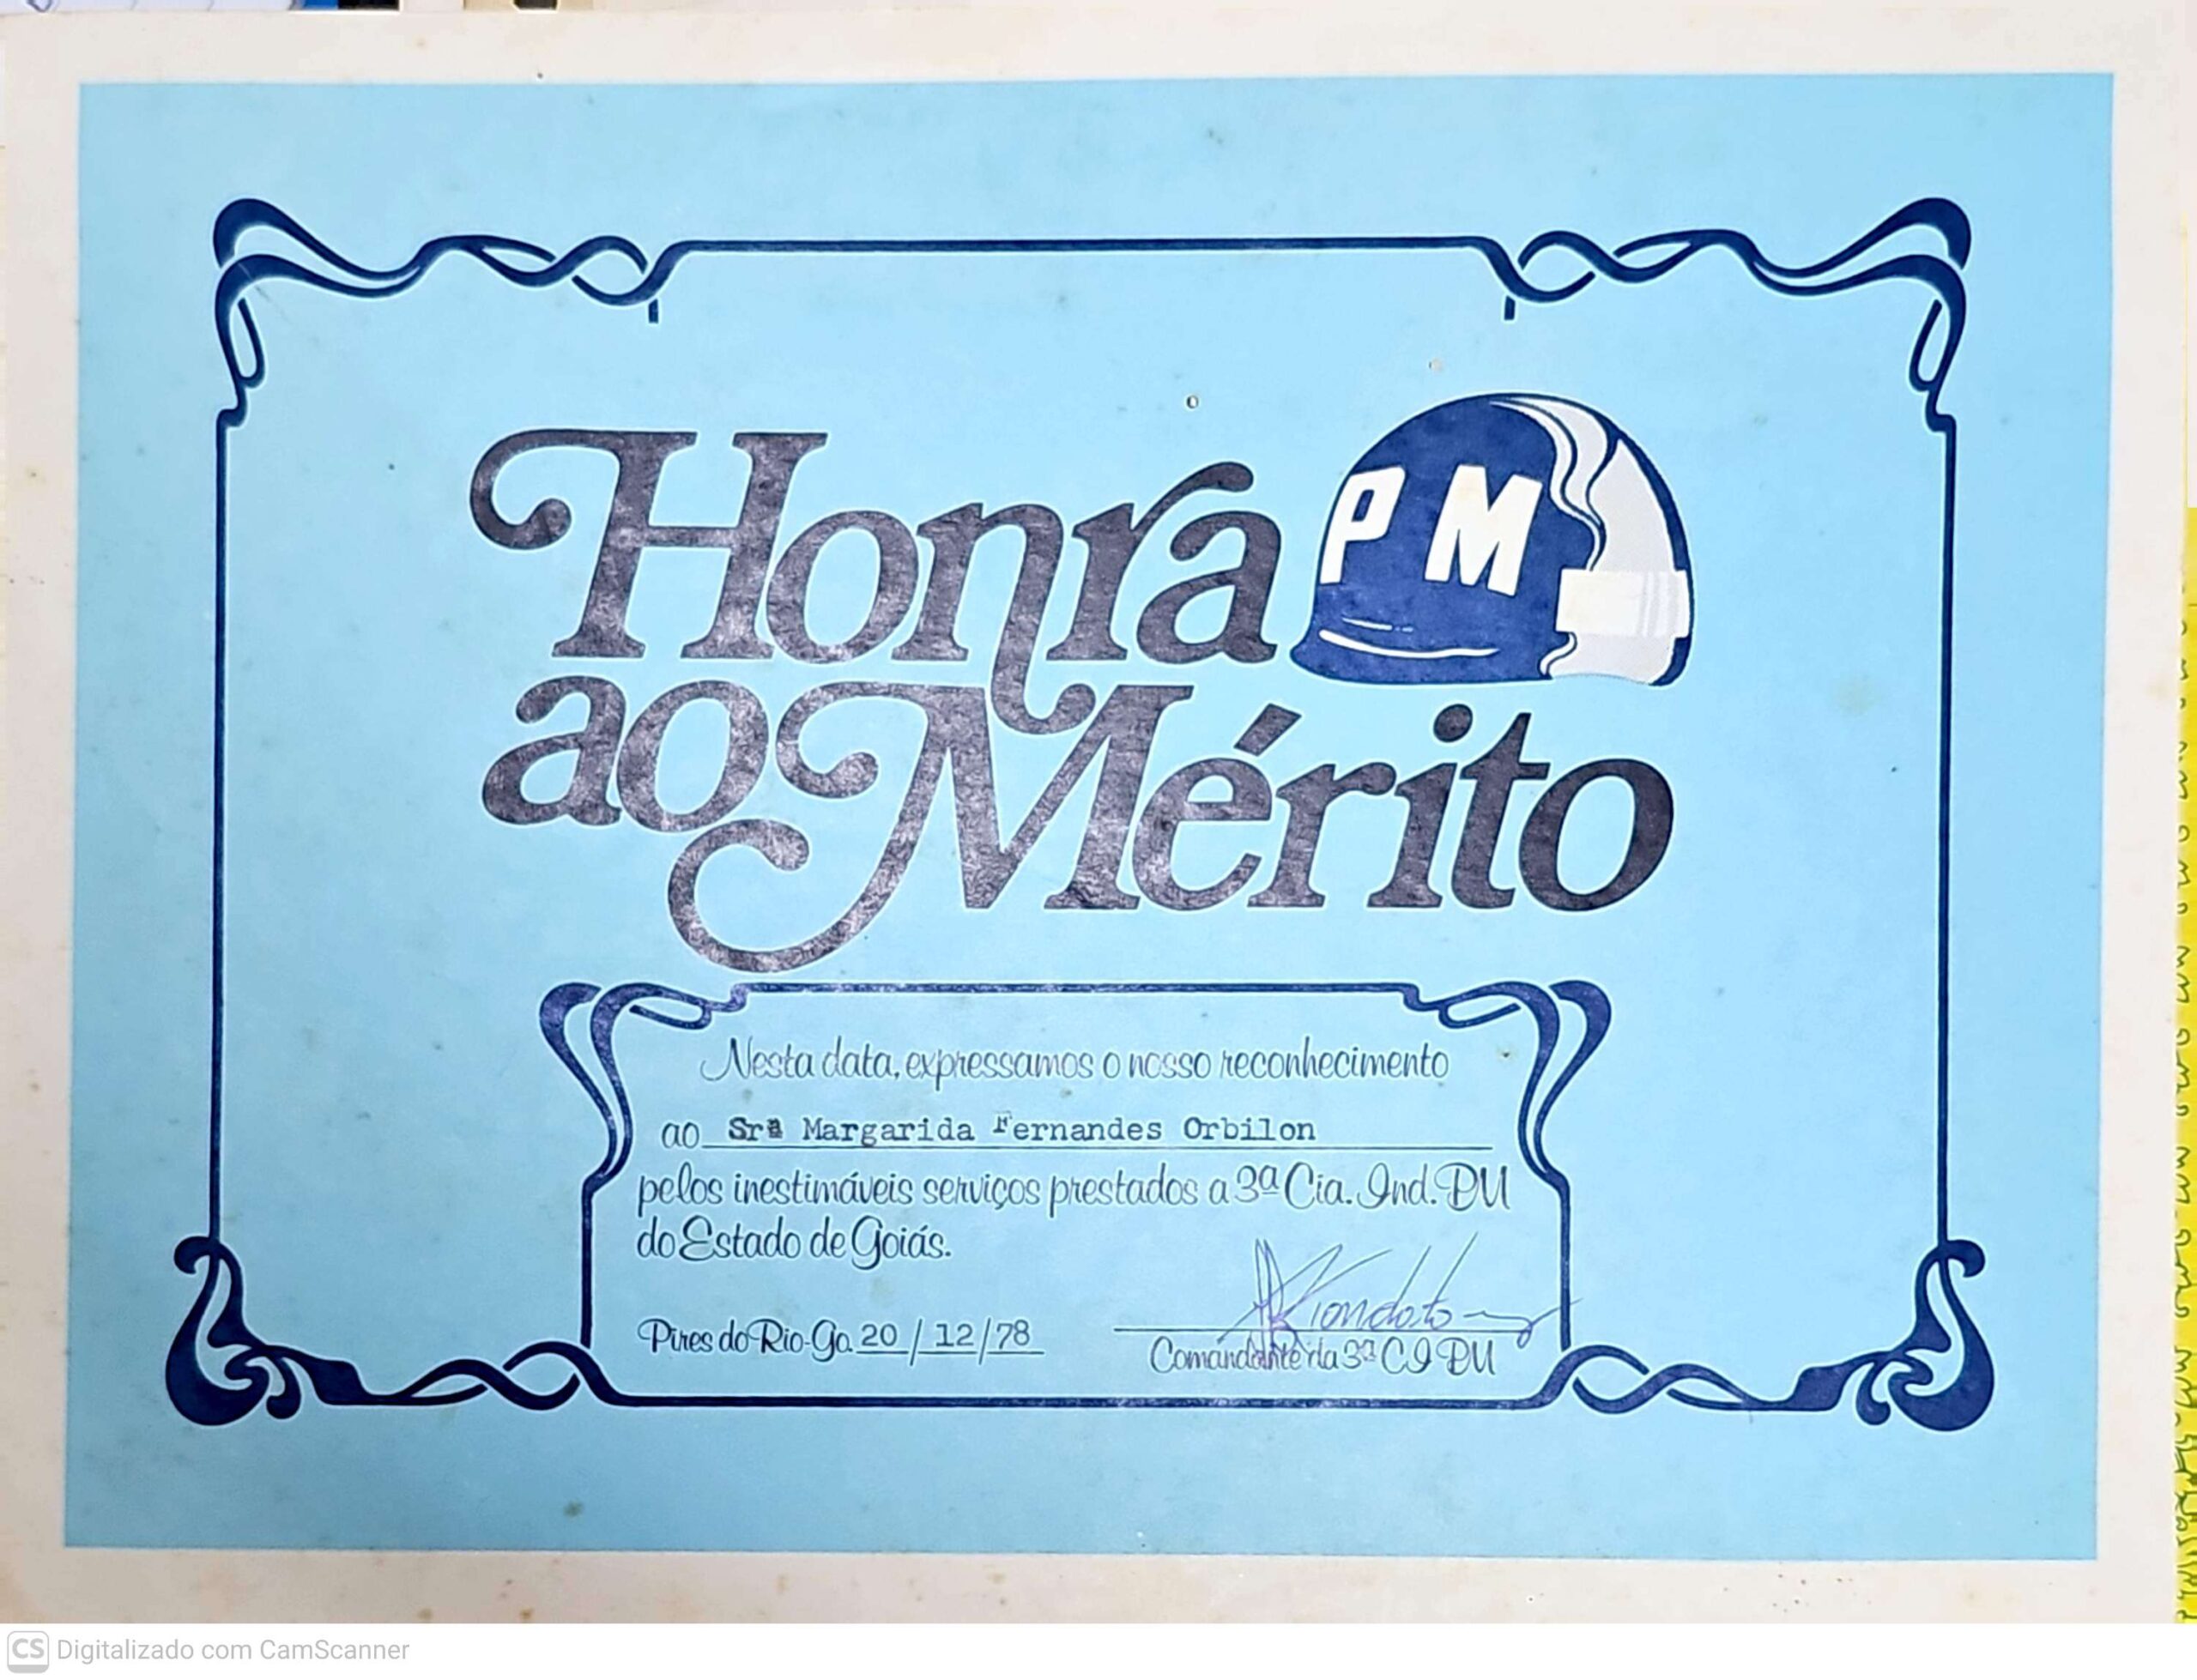 Honra
PM
ao Mérito
Nesta data, expressamos o nosso reconhecimento
ao Srª Margarida Fernandes Orbilon
pelos inestimáveis serviços prestados a 3ª Cia. Ind. PM
do Estado de Goiás.
Pires do Rio-Go. 20 / 12 / 78
Comandante da 3ª CI PM
CS Digitalizado com CamScanner